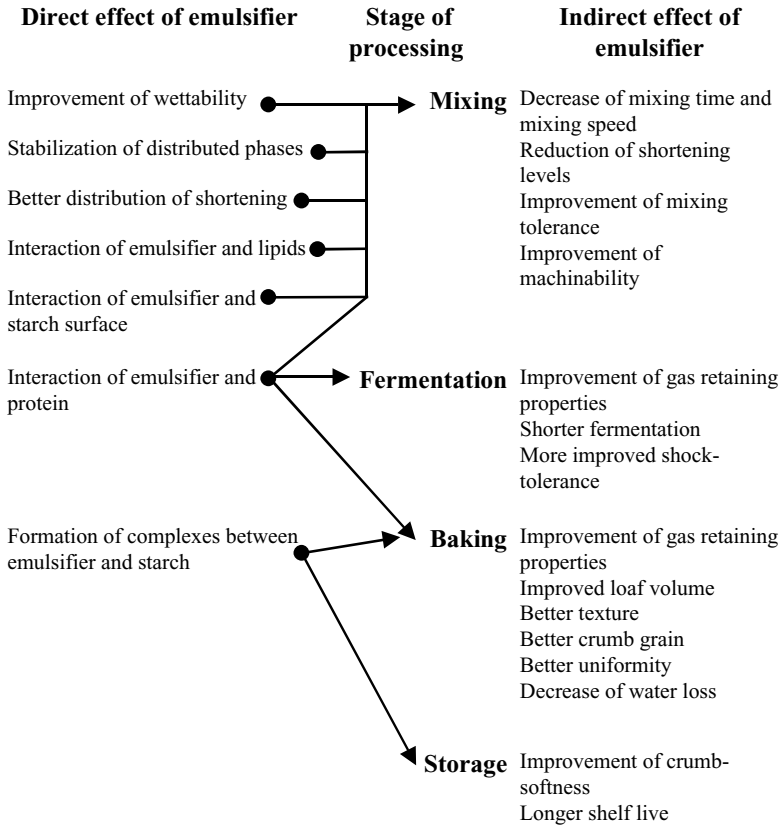 Direct effect of emulsifier
Stage of
processing
Indirect effect of
emulsifier
Improvement of wettability
Stabilization of distributed phases
Better distribution of shortening
Interaction of emulsifier and lipids
Interaction of emulsifier and
starch surface
Mixing
Decrease of mixing time and
mixing speed
Reduction of shortening
levels
Improvement of mixing
tolerance
Improvement of
machinability
Interaction of emulsifier and
protein
Fermentation
Improvement of gas retaining
properties
Shorter fermentation
More improved shock-
tolerance
Formation of complexes between
emulsifier and starch
Baking
Improvement of gas retaining
properties
Improved loaf volume
Better texture
Better crumb grain
Better uniformity
Decrease of water loss
Storage
Improvement of crumb-
softness
Longer shelf live